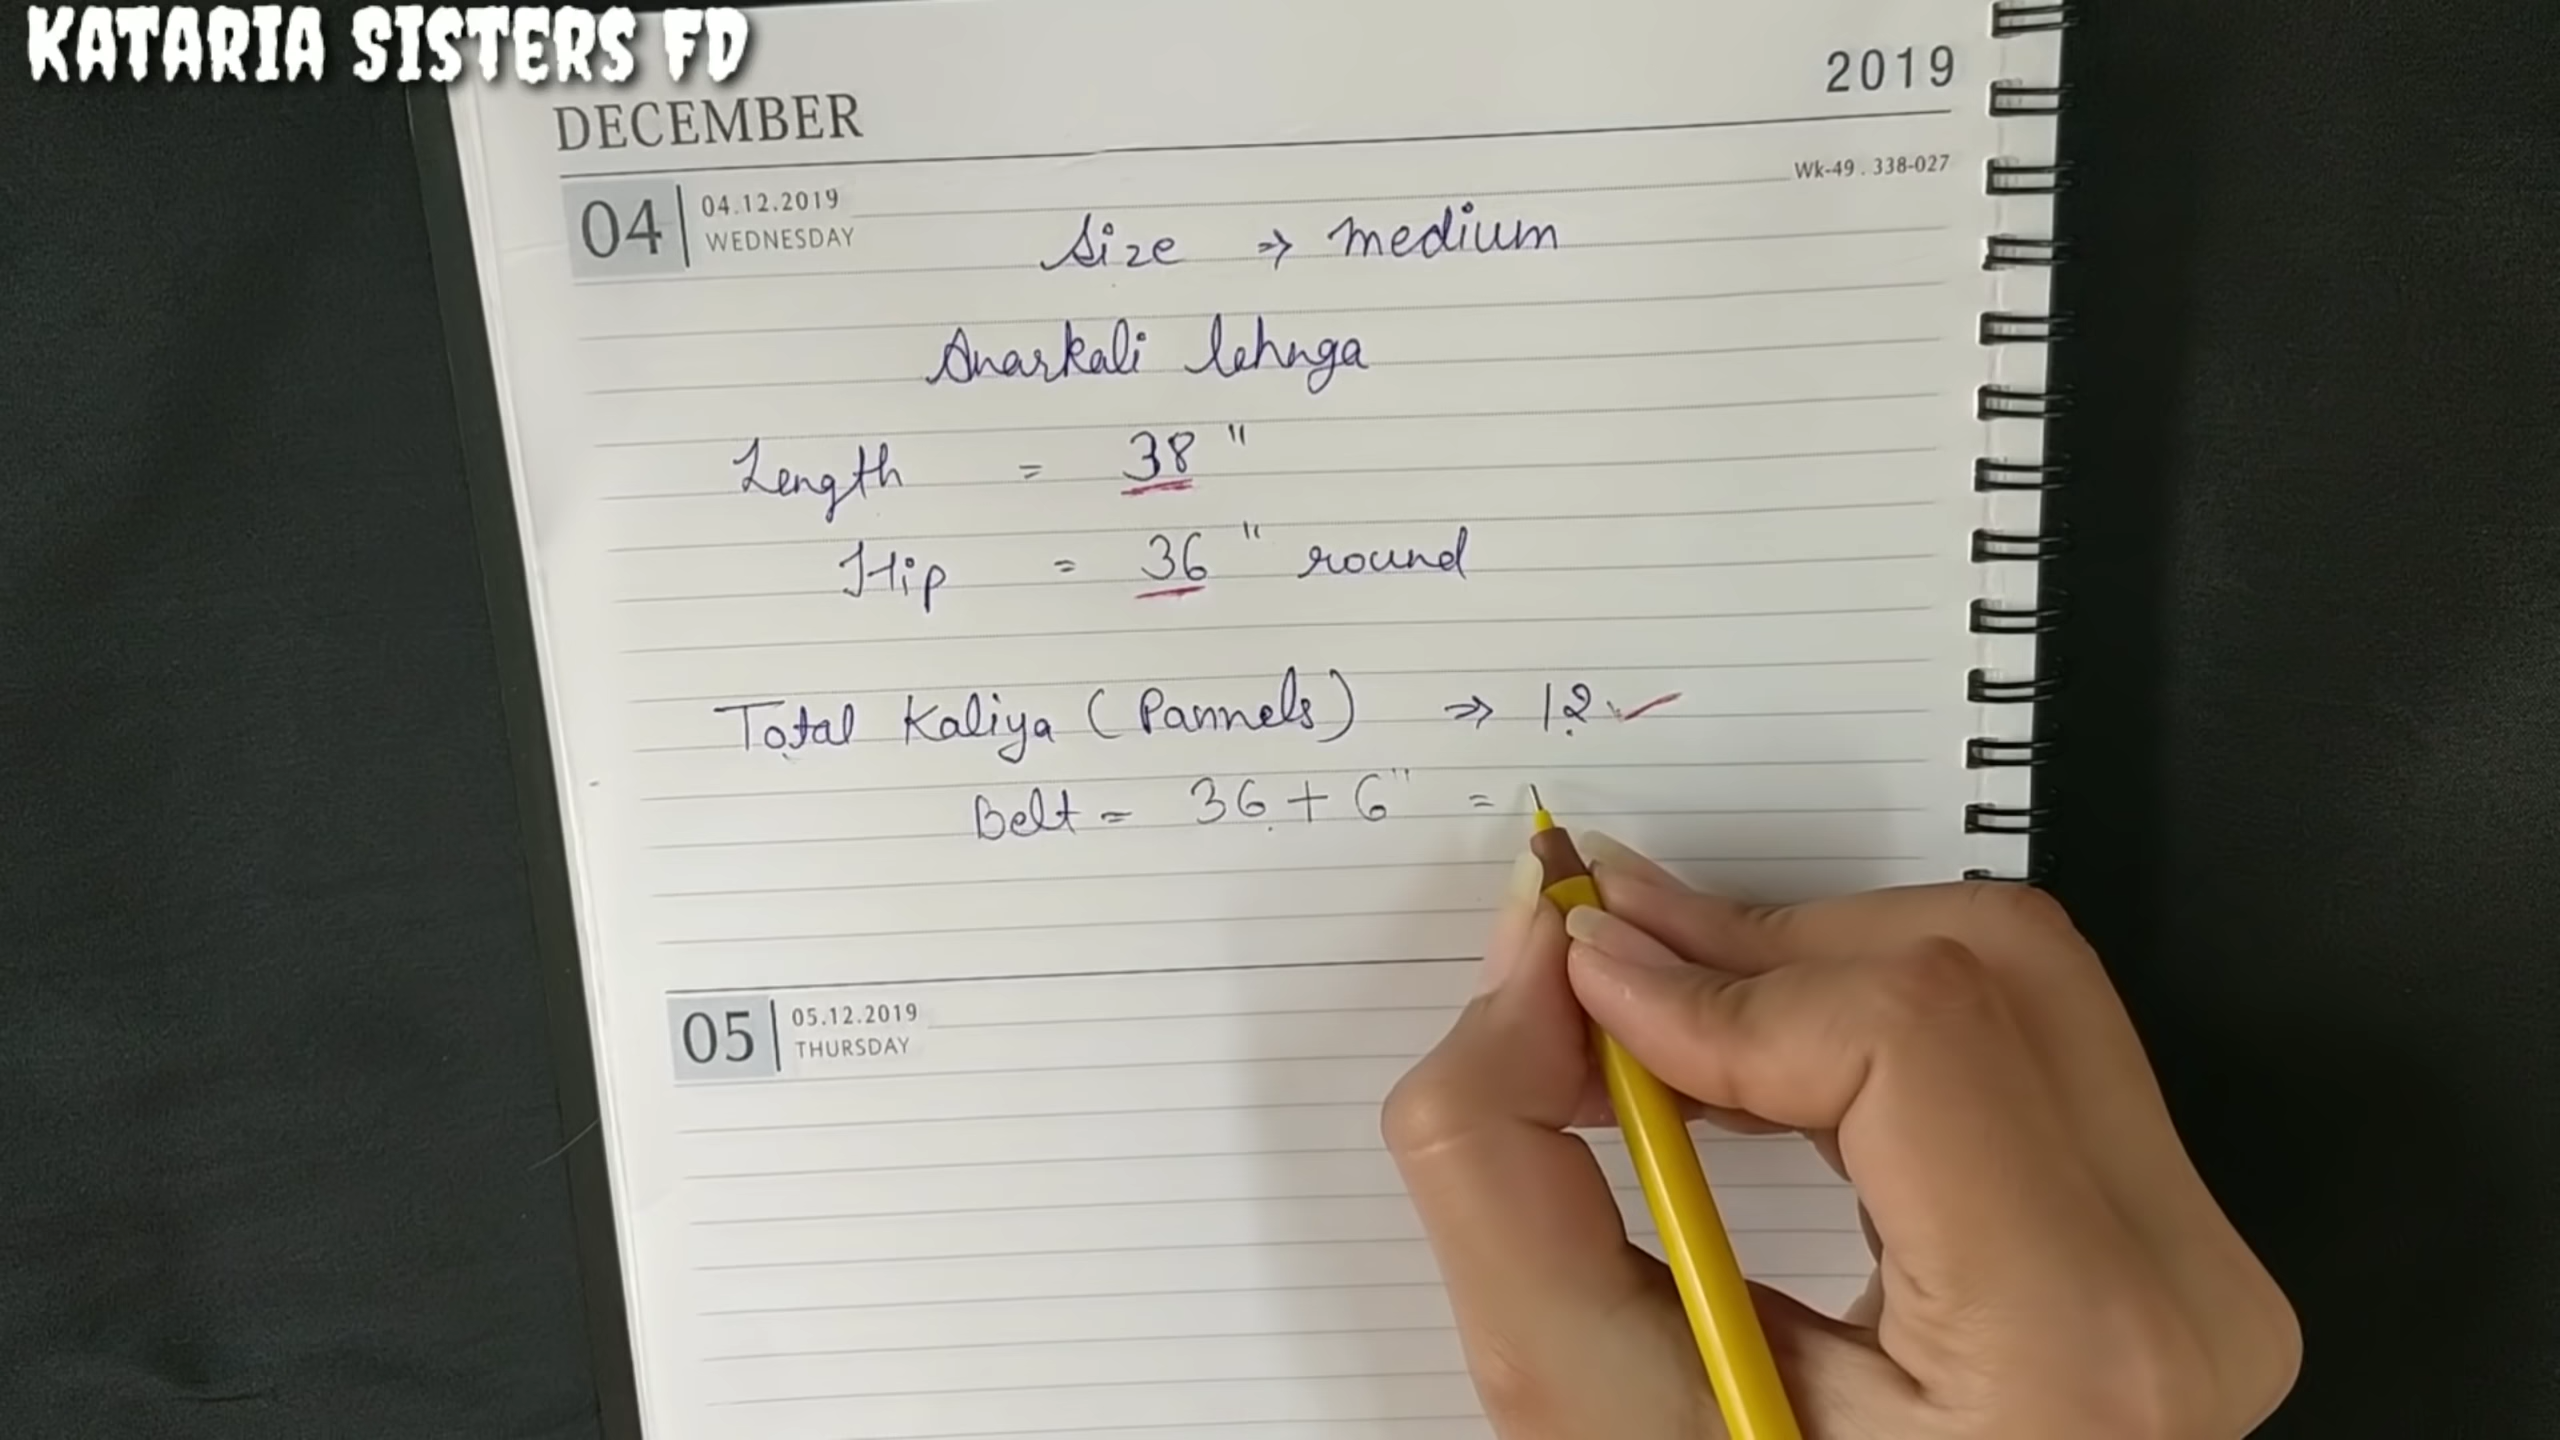 KATARIA SISTERS FD
2019
DECEMBER
Wk-49 . 338-027
04
04.12.2019
WEDNESDAY
Size ⇒ medium
Anarkali lehnga
Length = 38"
Hip = 36" round
Total Kaliya (Pannels) ⇒ 12 ✓
Belt = 36 + 6" =
05
05.12.2019
THURSDAY